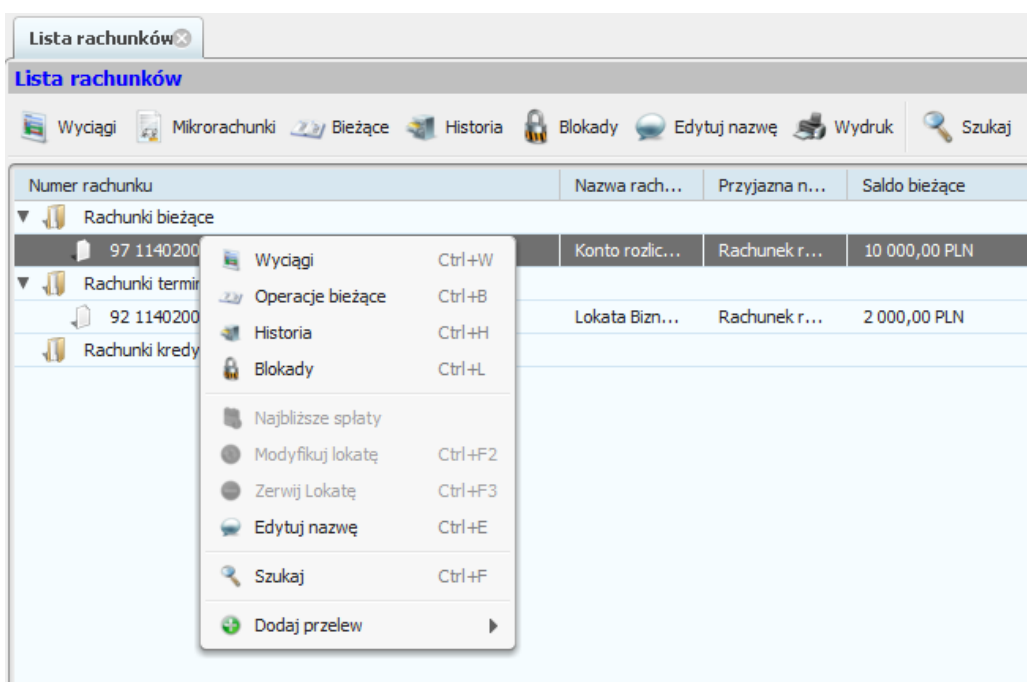 Lista rachunków
Lista rachunków
Wyciągi Mikrorachunki Bieżące Historia Blokady Edytuj nazwę Wydruk Szukaj
Numer rachunku Nazwa rach... Przyjazna n... Saldo bieżące
Rachunki bieżące
97 1140200 Konto rozlic... Rachunek r... 10 000,00 PLN
Rachunki termin
92 1140200 Lokata Bizn... Rachunek r... 2 000,00 PLN
Rachunki kredy
Wyciągi Ctrl+W
Operacje bieżące Ctrl+B
Historia Ctrl+H
Blokady Ctrl+L
Najbliższe spłaty
Modyfikuj lokatę Ctrl+F2
Zerwij Lokatę Ctrl+F3
Edytuj nazwę Ctrl+E
Szukaj Ctrl+F
Dodaj przelew